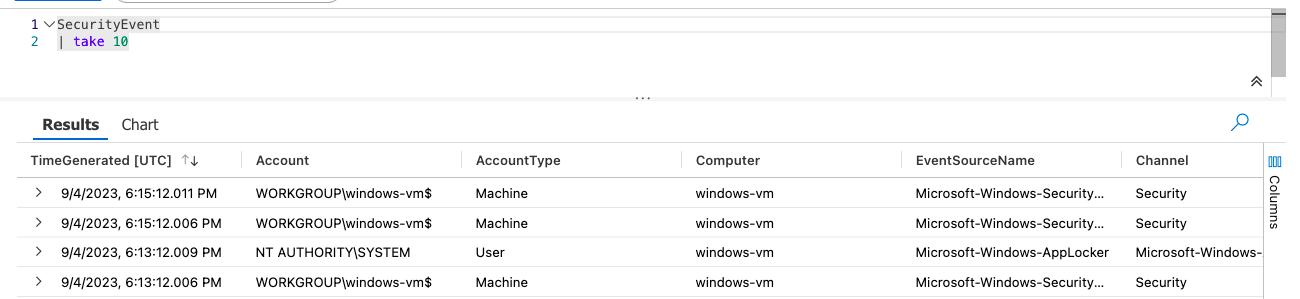 1 SecurityEvent
2 | take 10
...
Results Chart
TimeGenerated [UTC] ↑↓ Account AccountType Computer EventSourceName Channel
9/4/2023, 6:15:12.011 PM WORKGROUP\windows-vm$ Machine windows-vm Microsoft-Windows-Security... Security
9/4/2023, 6:15:12.006 PM WORKGROUP\windows-vm$ Machine windows-vm Microsoft-Windows-Security... Security
9/4/2023, 6:13:12.009 PM NT AUTHORITY\SYSTEM User windows-vm Microsoft-Windows-AppLocker Microsoft-Windows-
9/4/2023, 6:13:12.006 PM WORKGROUP\windows-vm$ Machine windows-vm Microsoft-Windows-Security... Security
Columns